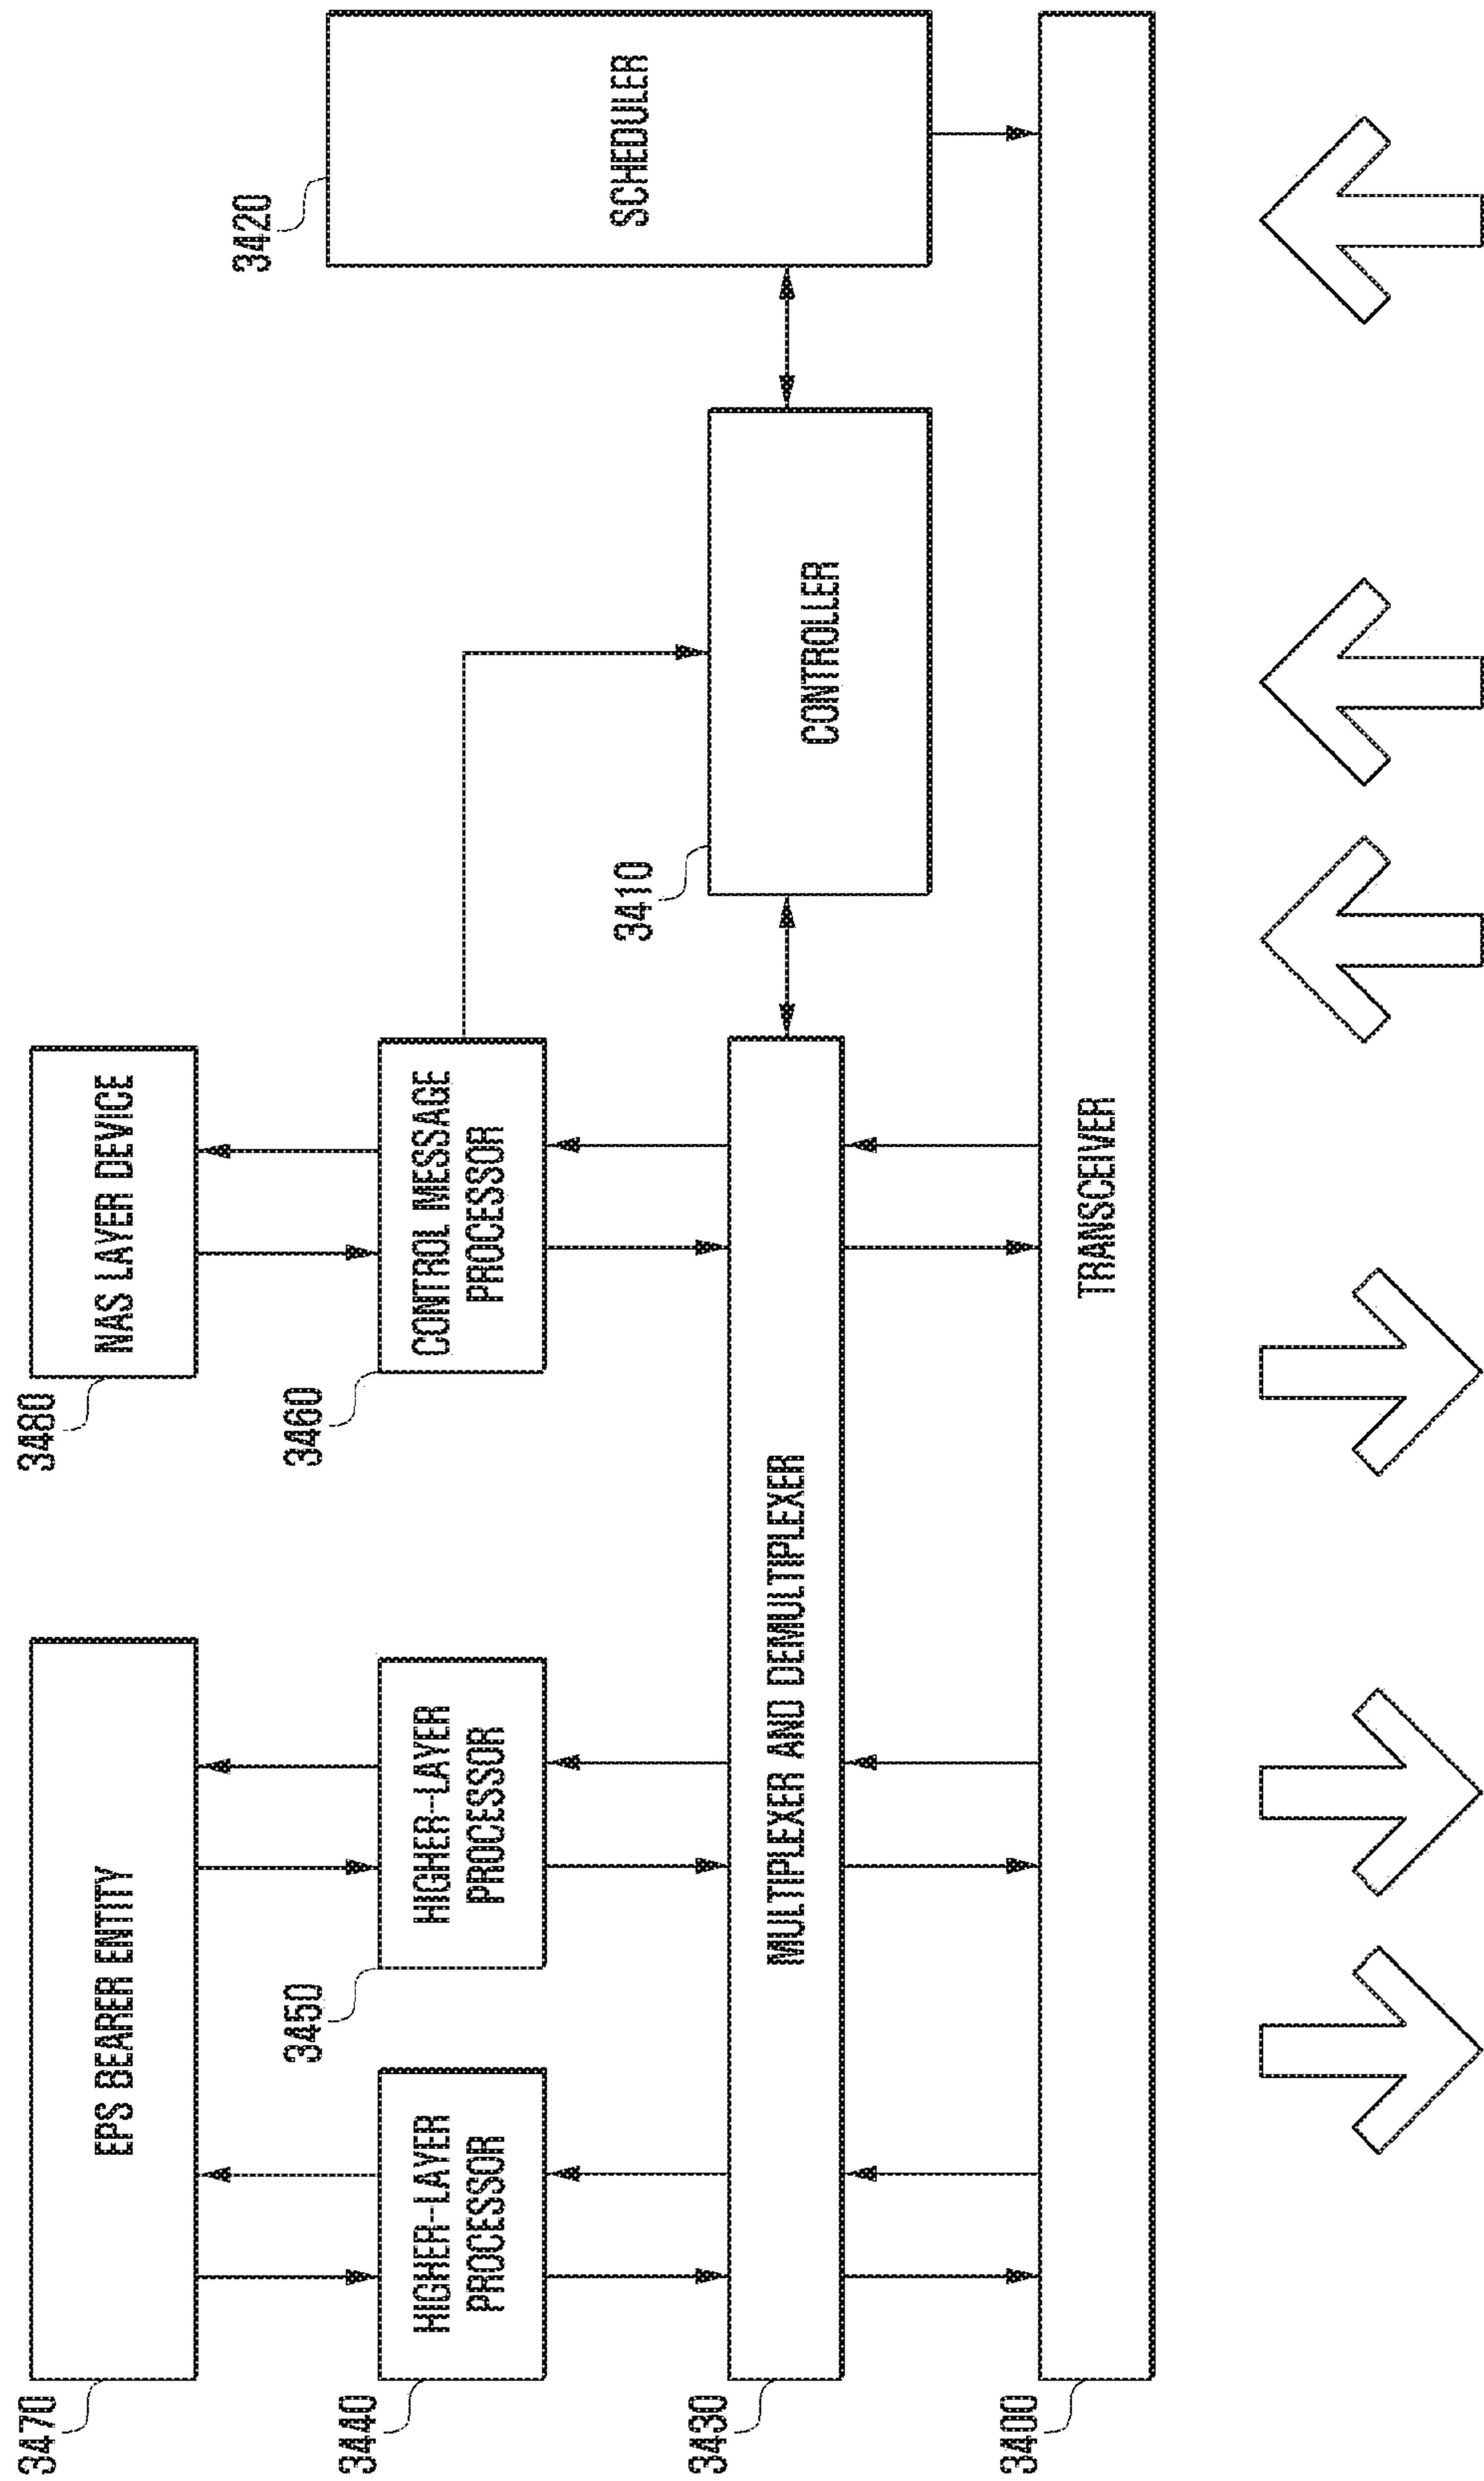 3470
EPS BEARER ENTITY
3480
NAS LAYER DEVICE
3440
HIGHER-LAYER
PROCESSOR
3450
HIGHER-LAYER
PROCESSOR
3460
CONTROL MESSAGE
PROCESSOR
3420
SCHEDULER
3430
MULTIPLEXER AND DEMULTIPLEXER
3410
CONTROLLER
3400
TRANSCEIVER